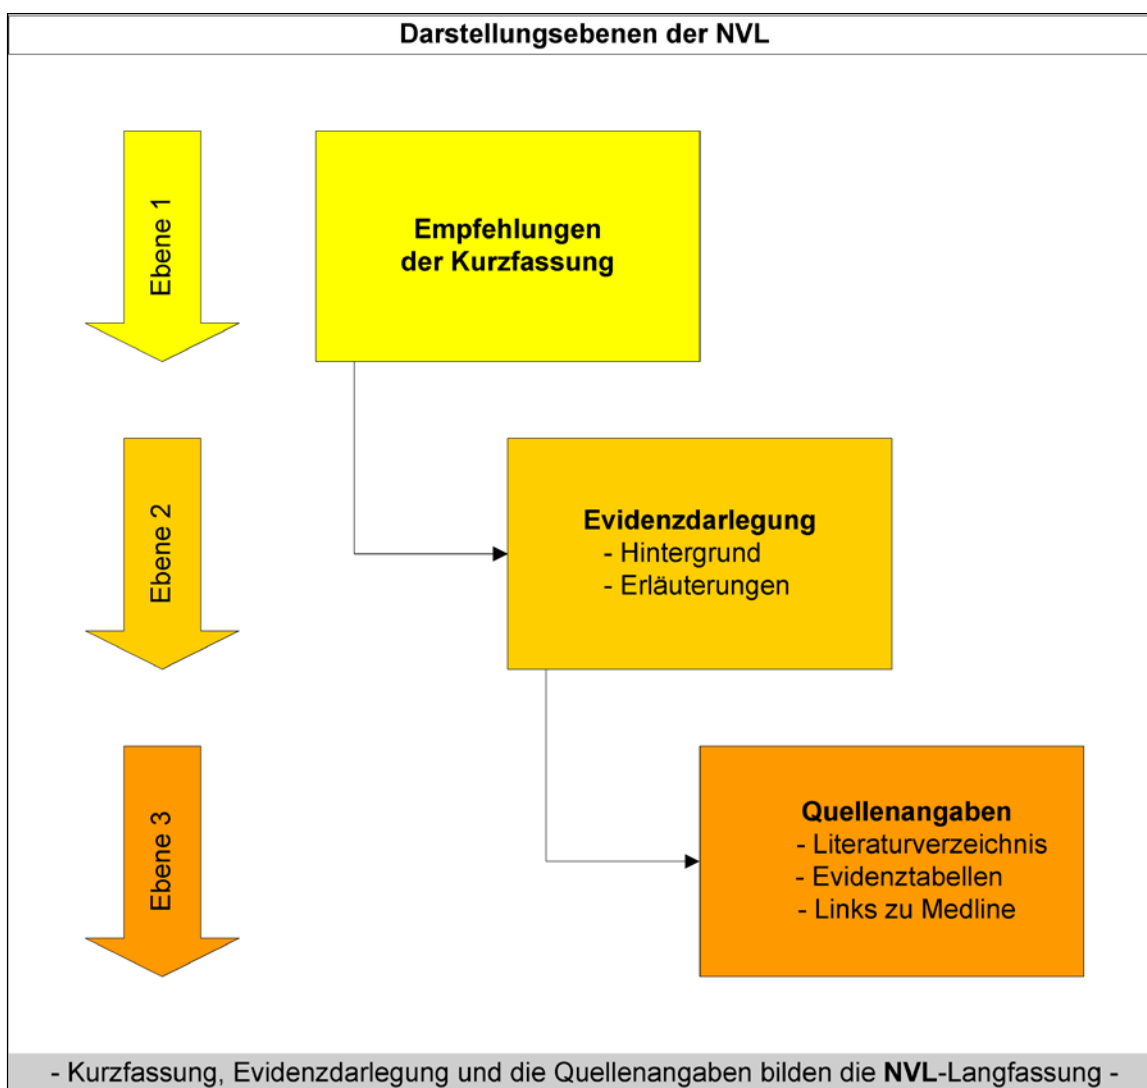 Darstellungsebenen der NVL
Ebene 1
Empfehlungen
der Kurzfassung
Ebene 2
Evidenzdarlegung
- Hintergrund
- Erläuterungen
Ebene 3
Quellenangaben
- Literaturverzeichnis
- Evidenztabellen
- Links zu Medline
- Kurzfassung, Evidenzdarlegung und die Quellenangaben bilden die NVL-Langfassung -